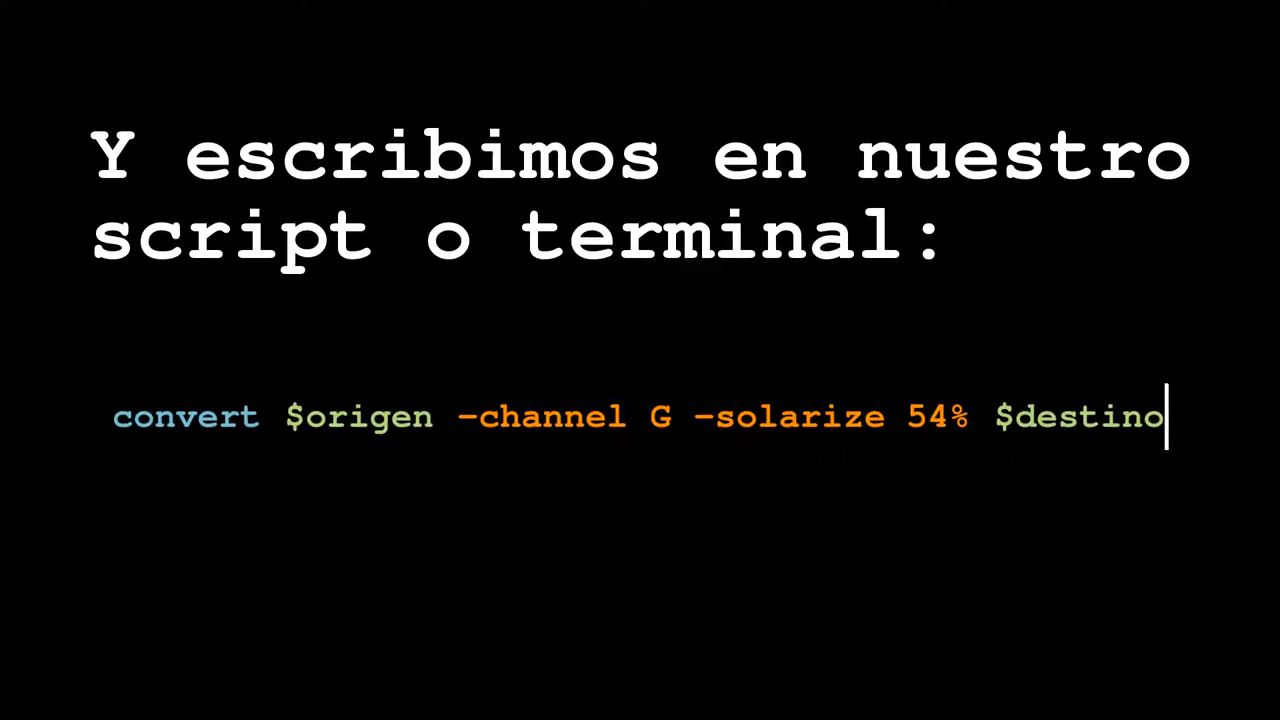 Y escribimos en nuestro
script o terminal:
convert $origen -channel G -solarize 54% $destino